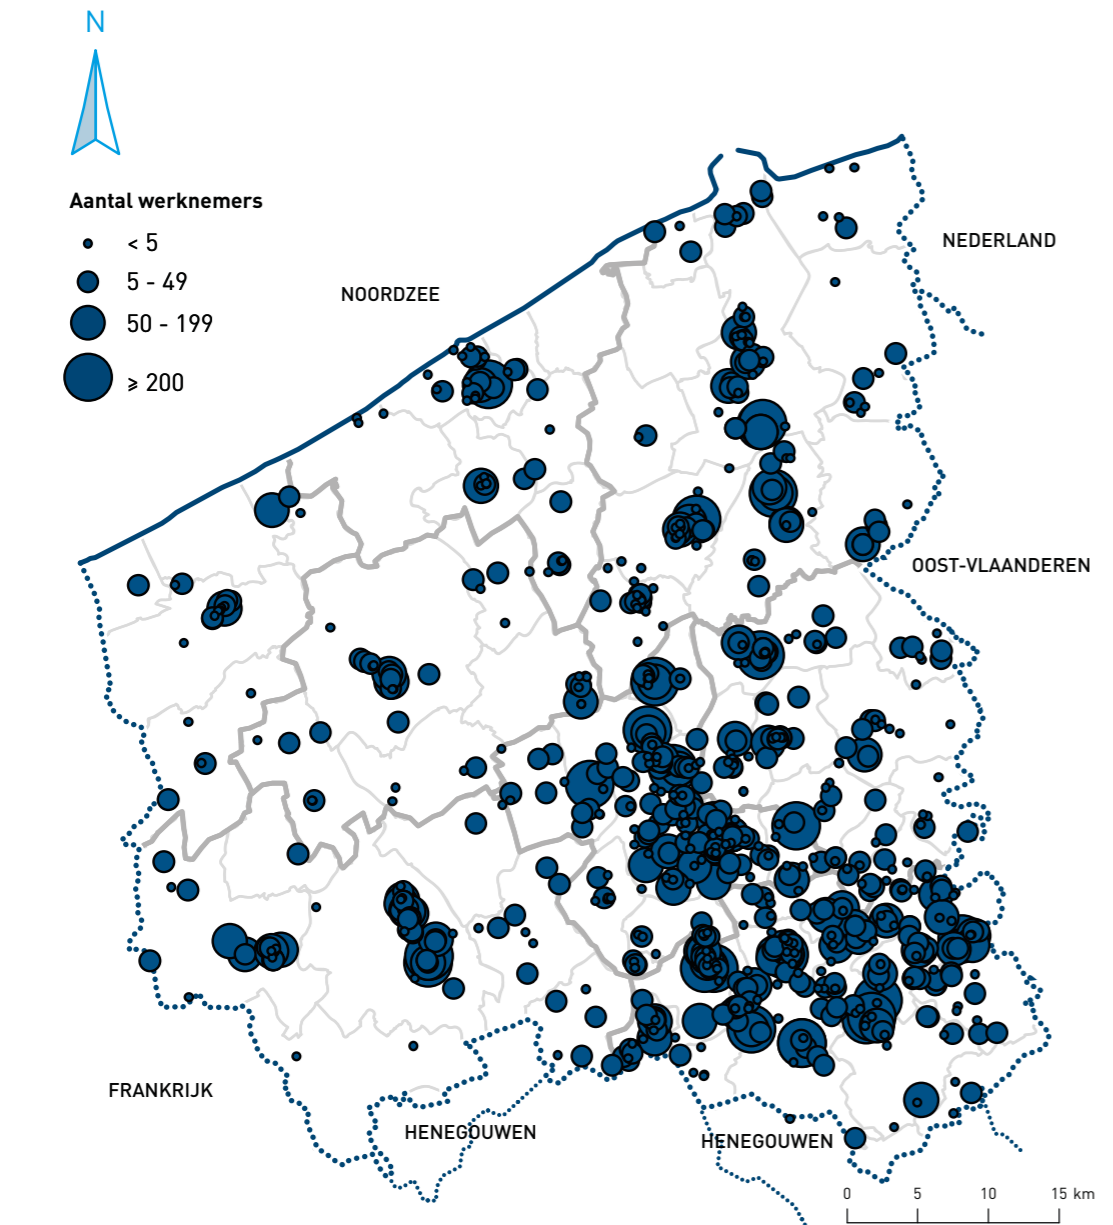 N
Aantal werknemers
< 5
5 - 49
50 - 199
⩾ 200
NOORDZEE
NEDERLAND
OOST-VLAANDEREN
FRANKRIJK
HENEGOUWEN
HENEGOUWEN
0 5 10 15 km